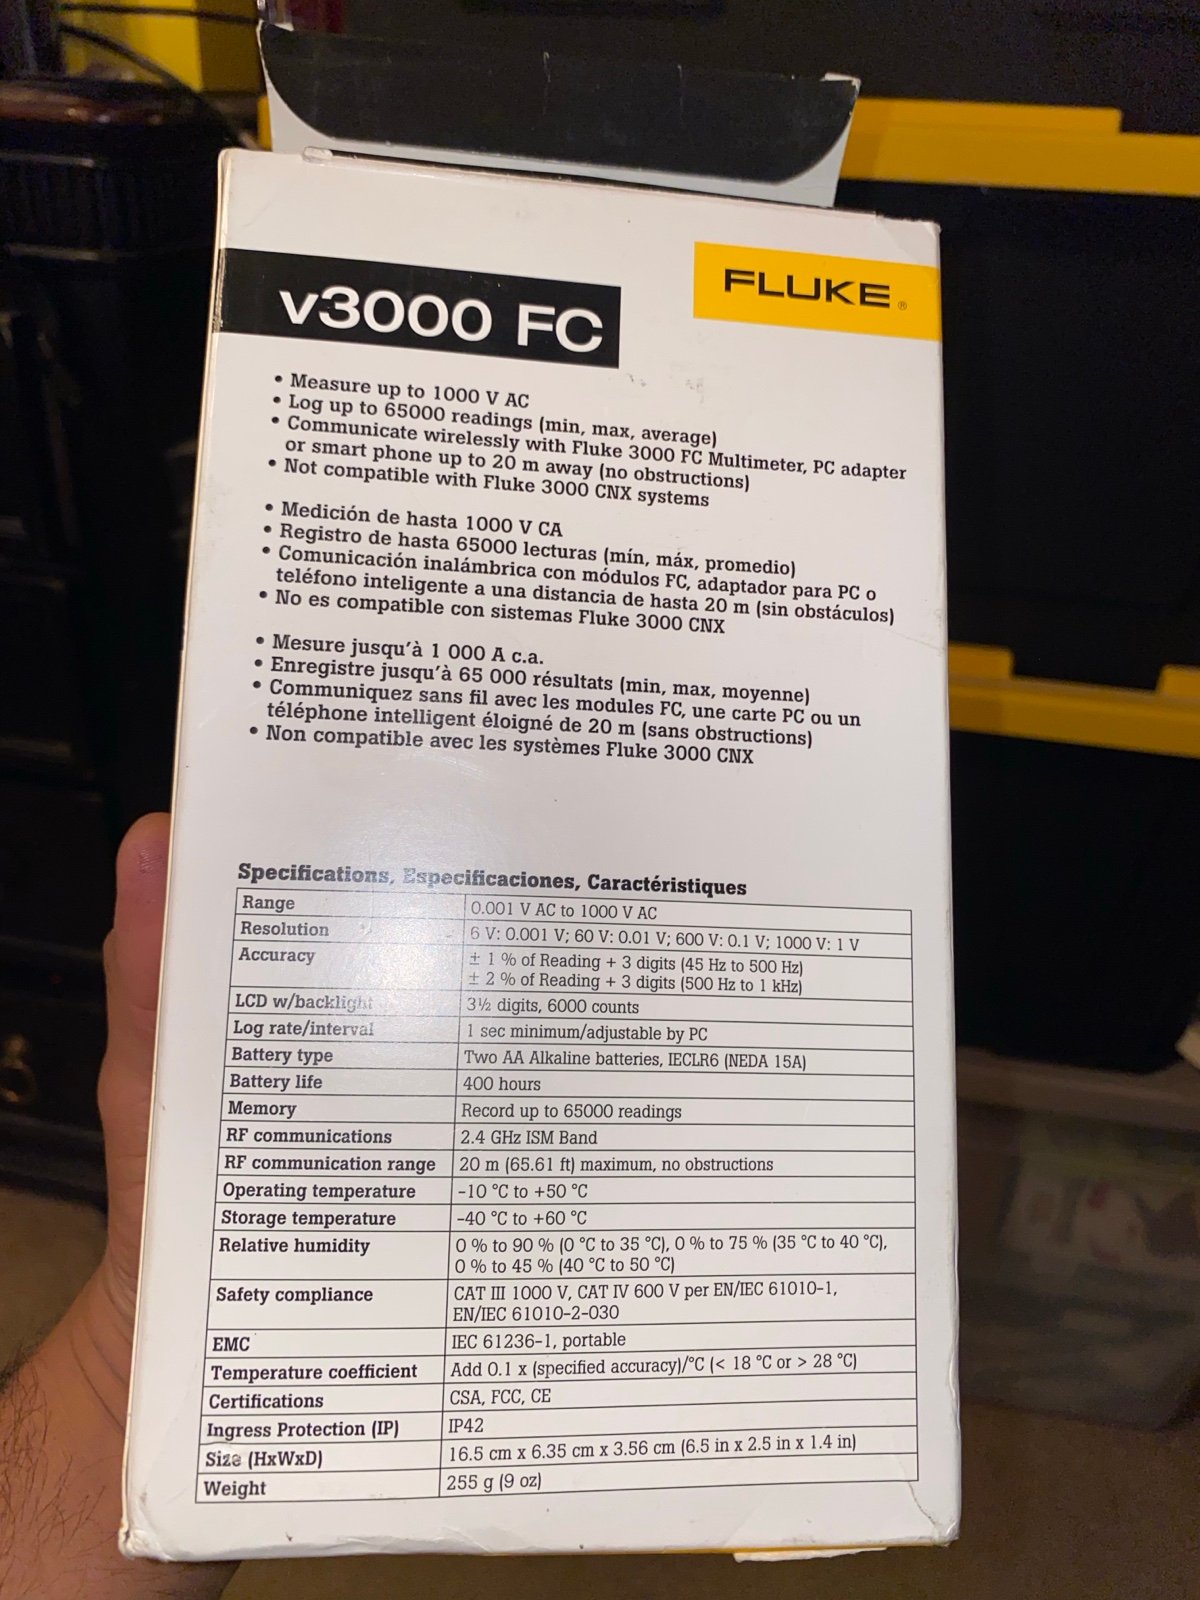 v3000 FC
FLUKE®
• Measure up to 1000 V AC
• Log up to 65000 readings (min, max, average)
• Communicate wirelessly with Fluke 3000 FC Multimeter, PC adapter
or smart phone up to 20 m away (no obstructions)
• Not compatible with Fluke 3000 CNX systems
• Medición de hasta 1000 V CA
• Registro de hasta 65000 lecturas (mín, máx, promedio)
• Comunicación inalámbrica con módulos FC, adaptador para PC o
teléfono inteligente a una distancia de hasta 20 m (sin obstáculos)
• No es compatible con sistemas Fluke 3000 CNX
• Mesure jusqu'à 1 000 A c.a.
• Enregistre jusqu'à 65 000 résultats (min, max, moyenne)
• Communiquez sans fil avec les modules FC, une carte PC ou un
téléphone intelligent éloigné de 20 m (sans obstructions)
• Non compatible avec les systèmes Fluke 3000 CNX
Specifications, Especificaciones, Caractéristiques
Range 0.001 V AC to 1000 V AC
Resolution 6 V: 0.001 V; 60 V: 0.01 V; 600 V: 0.1 V; 1000 V: 1 V
Accuracy ± 1 % of Reading + 3 digits (45 Hz to 500 Hz)
± 2 % of Reading + 3 digits (500 Hz to 1 kHz)
LCD w/backlight 3½ digits, 6000 counts
Log rate/interval 1 sec minimum/adjustable by PC
Battery type Two AA Alkaline batteries, IECLR6 (NEDA 15A)
Battery life 400 hours
Memory Record up to 65000 readings
RF communications 2.4 GHz ISM Band
RF communication range 20 m (65.61 ft) maximum, no obstructions
Operating temperature -10 °C to +50 °C
Storage temperature -40 °C to +60 °C
Relative humidity 0 % to 90 % (0 °C to 35 °C), 0 % to 75 % (35 °C to 40 °C),
0 % to 45 % (40 °C to 50 °C)
Safety compliance CAT III 1000 V, CAT IV 600 V per EN/IEC 61010-1,
EN/IEC 61010-2-030
EMC IEC 61236-1, portable
Temperature coefficient Add 0.1 x (specified accuracy)/°C (< 18 °C or > 28 °C)
Certifications CSA, FCC, CE
Ingress Protection (IP) IP42
Size (HxWxD) 16.5 cm x 6.35 cm x 3.56 cm (6.5 in x 2.5 in x 1.4 in)
Weight 255 g (9 oz)